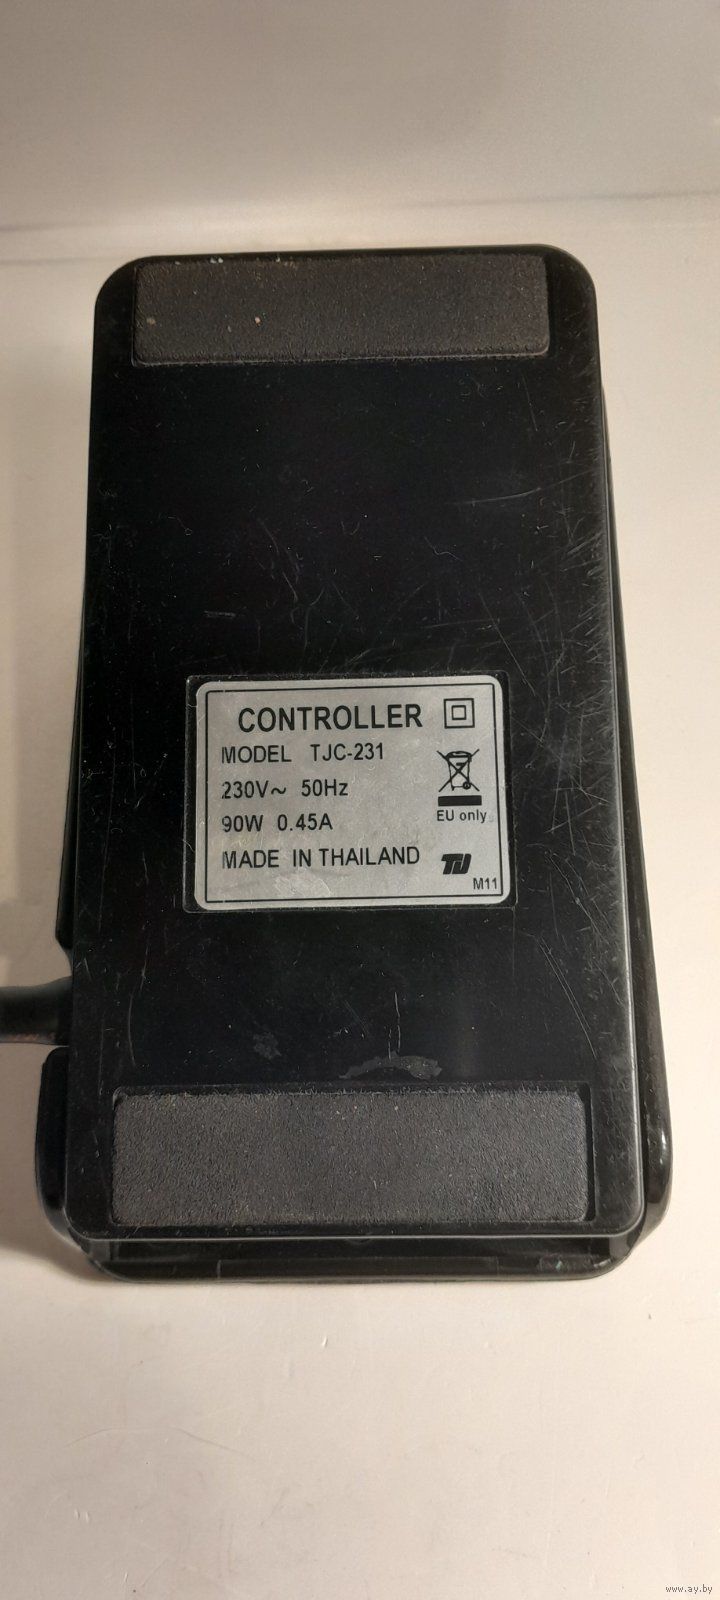 CONTROLLER
MODEL TJC-231
230V~ 50Hz
90W 0.45A
EU only
MADE IN THAILAND
M11
www.ay.by